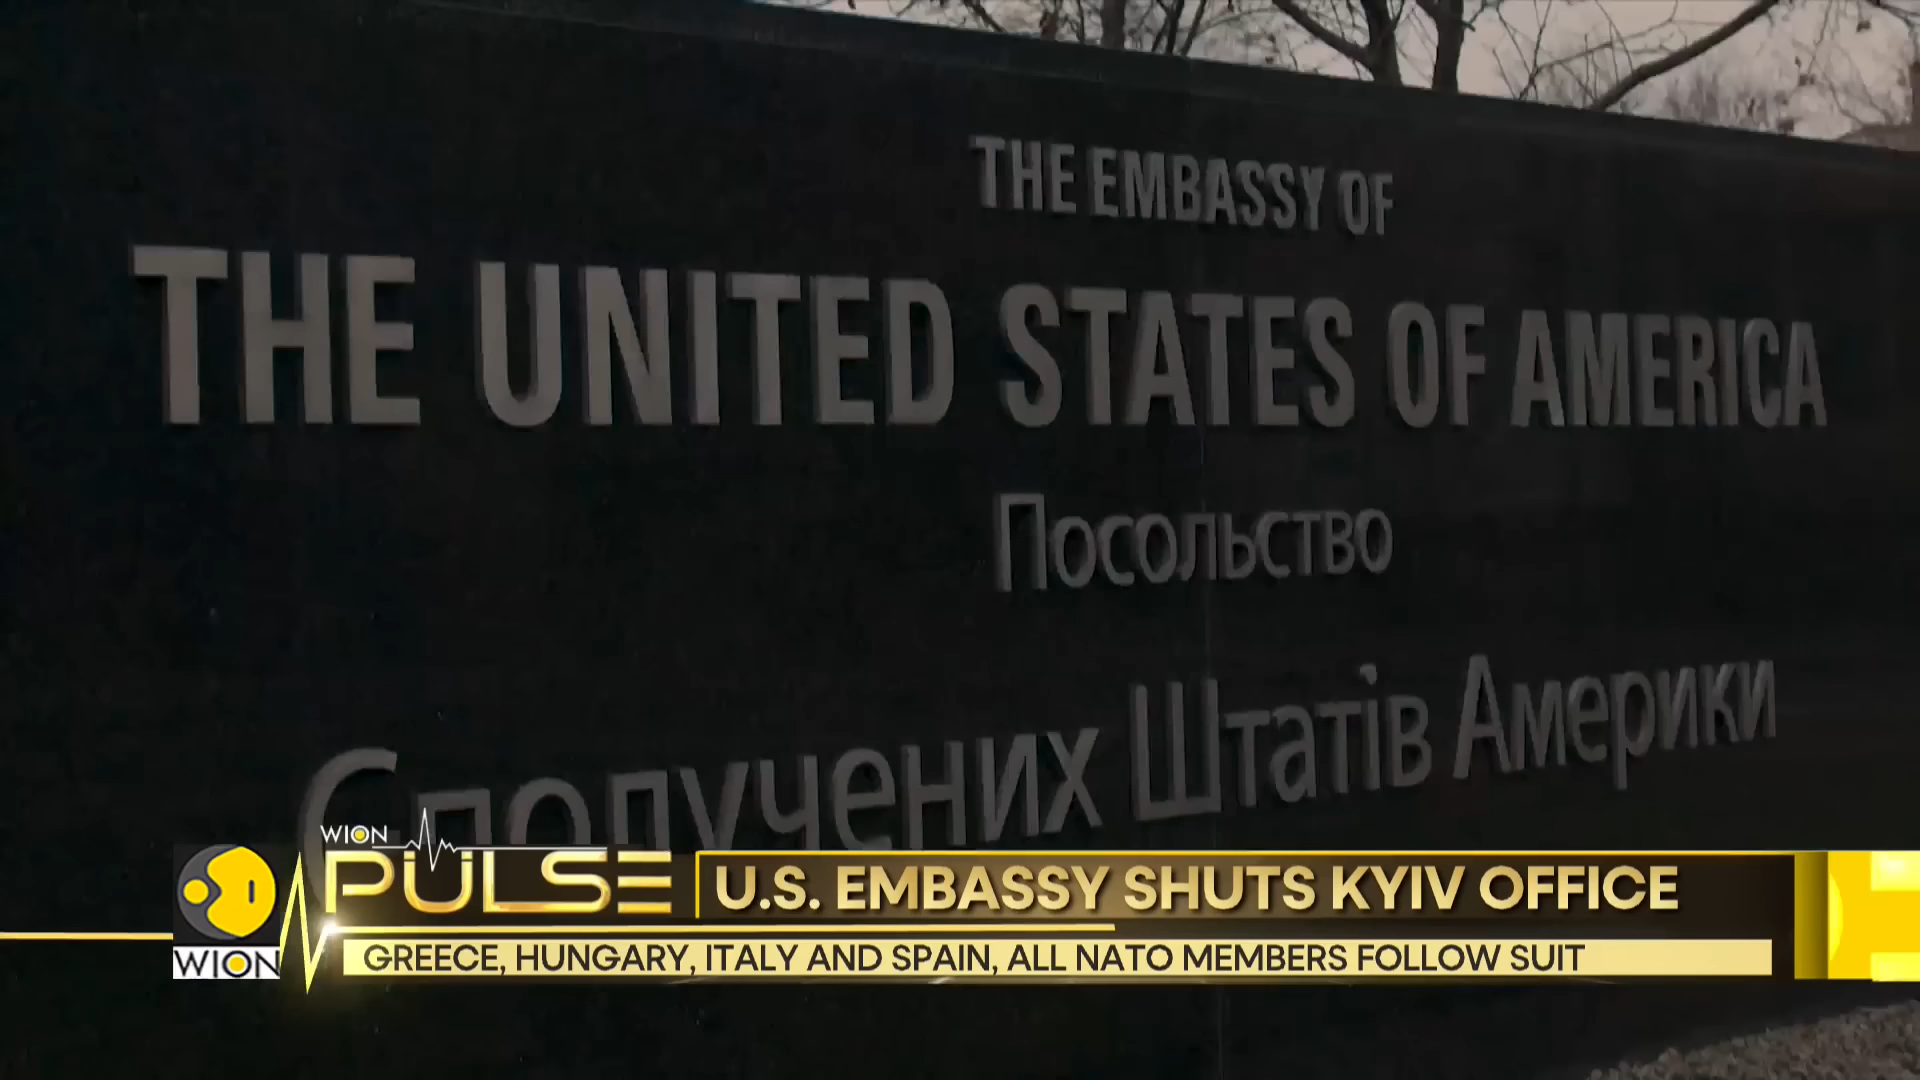 THE EMBASSY OF
THE UNITED STATES OF AMERICA
Посольство
Сполучених Штатів Америки
WION
PULSE
U.S. EMBASSY SHUTS KYIV OFFICE
WION
GREECE, HUNGARY, ITALY AND SPAIN, ALL NATO MEMBERS FOLLOW SUIT